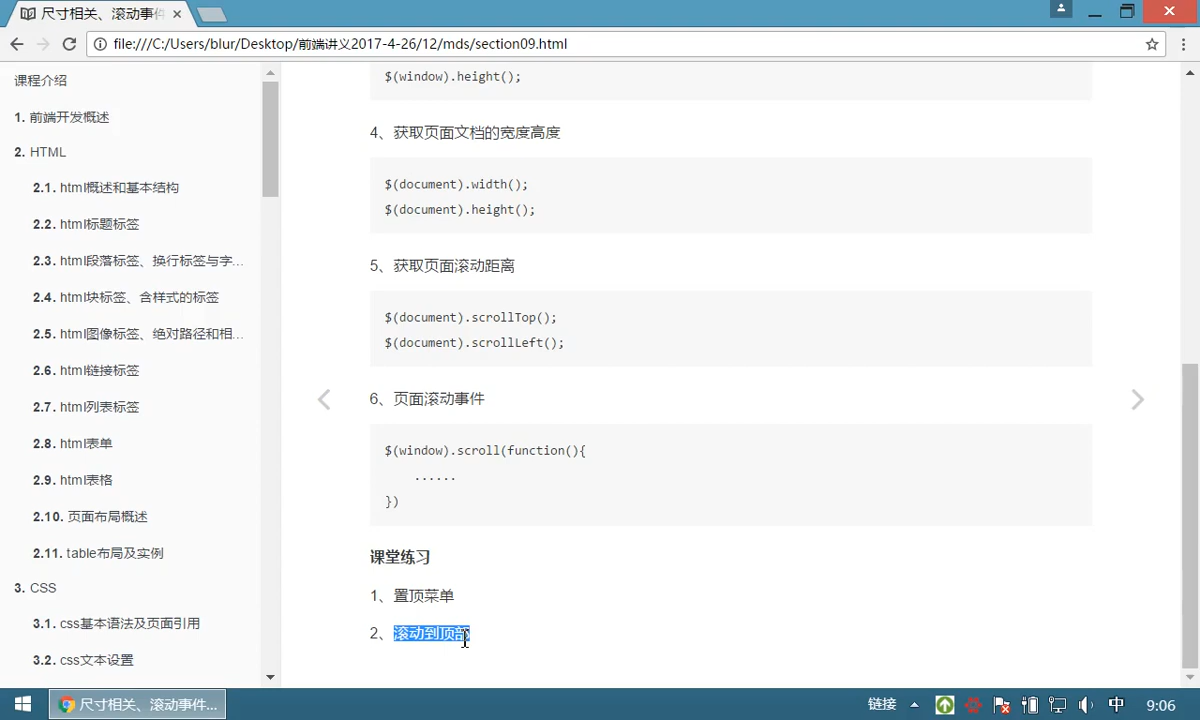 尺寸相关、滚动事件
file:///C:/Users/blur/Desktop/前端讲义2017-4-26/12/mds/section09.html
课程介绍
1. 前端开发概述
2. HTML
2.1. html概述和基本结构
2.2. html标题标签
2.3. html段落标签、换行标签与字...
2.4. html块标签、含样式的标签
2.5. html图像标签、绝对路径和相...
2.6. html链接标签
2.7. html列表标签
2.8. html表单
2.9. html表格
2.10. 页面布局概述
2.11. table布局及实例
3. CSS
3.1. css基本语法及页面引用
3.2. css文本设置
$(window).height();
4、获取页面文档的宽度高度
$(document).width();
$(document).height();
5、获取页面滚动距离
$(document).scrollTop();
$(document).scrollLeft();
6、页面滚动事件
$(window).scroll(function(){
......
})
课堂练习
1、置顶菜单
2、滚动到顶部
尺寸相关、滚动事件...
链接
中
9:06